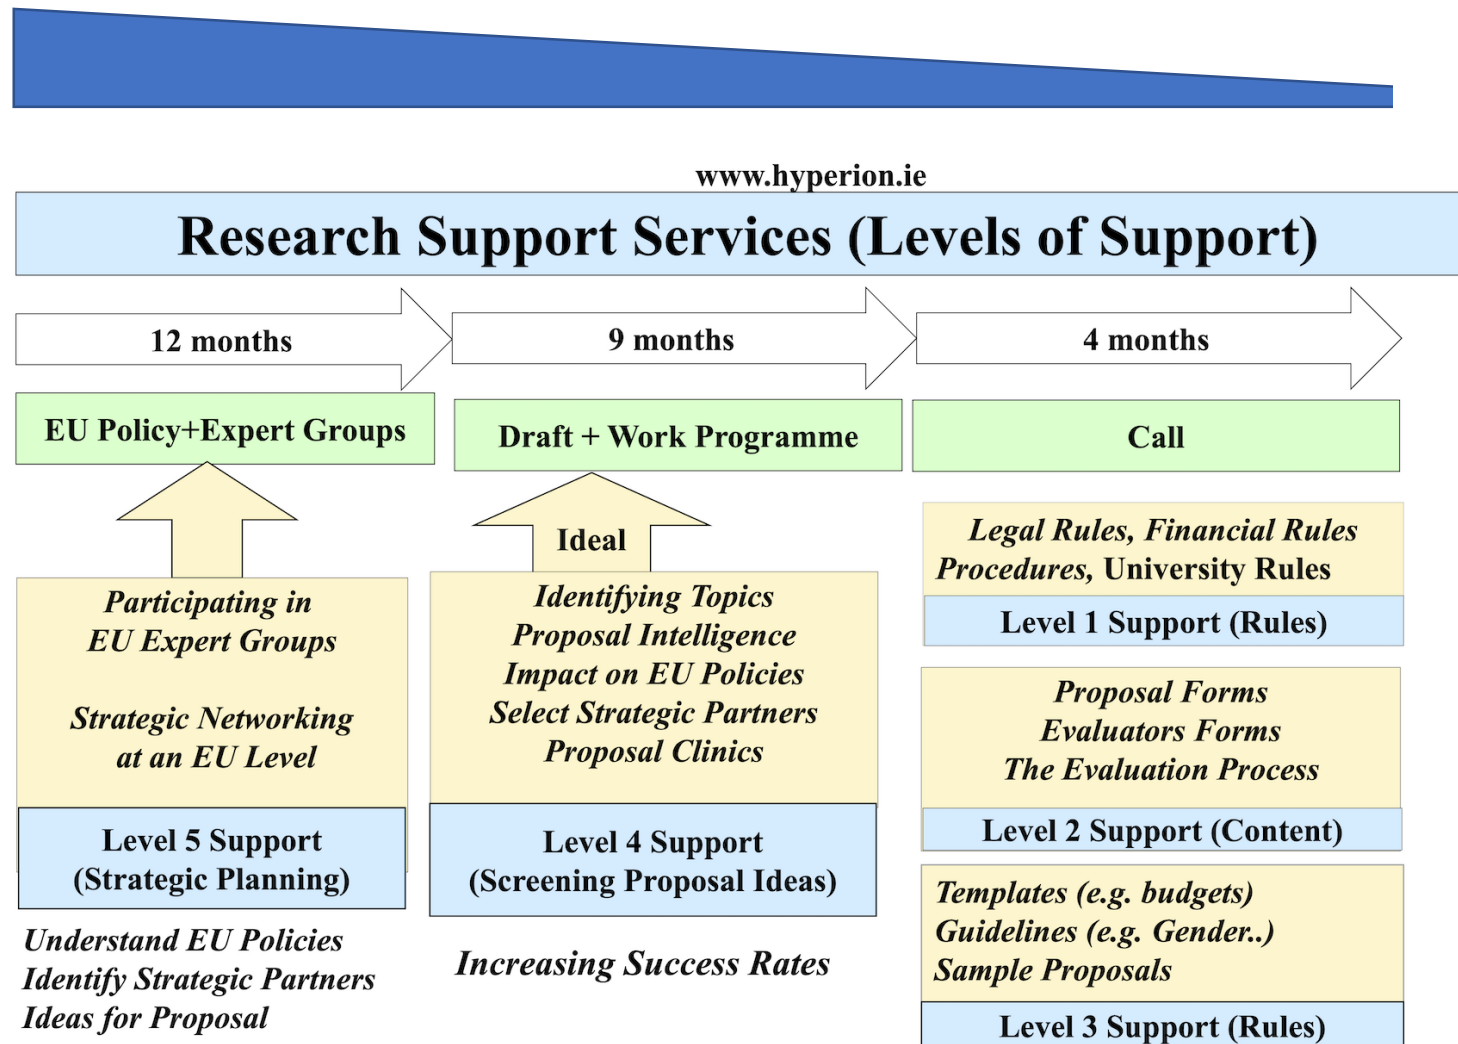 www.hyperion.ie
Research Support Services (Levels of Support)
12 months
9 months
4 months
EU Policy+Expert Groups
Draft + Work Programme
Call
Participating in
EU Expert Groups
Strategic Networking
at an EU Level
Level 5 Support
(Strategic Planning)
Understand EU Policies
Identify Strategic Partners
Ideas for Proposal
Ideal
Identifying Topics
Proposal Intelligence
Impact on EU Policies
Select Strategic Partners
Proposal Clinics
Level 4 Support
(Screening Proposal Ideas)
Increasing Success Rates
Legal Rules, Financial Rules
Procedures, University Rules
Level 1 Support (Rules)
Proposal Forms
Evaluators Forms
The Evaluation Process
Level 2 Support (Content)
Templates (e.g. budgets)
Guidelines (e.g. Gender..)
Sample Proposals
Level 3 Support (Rules)